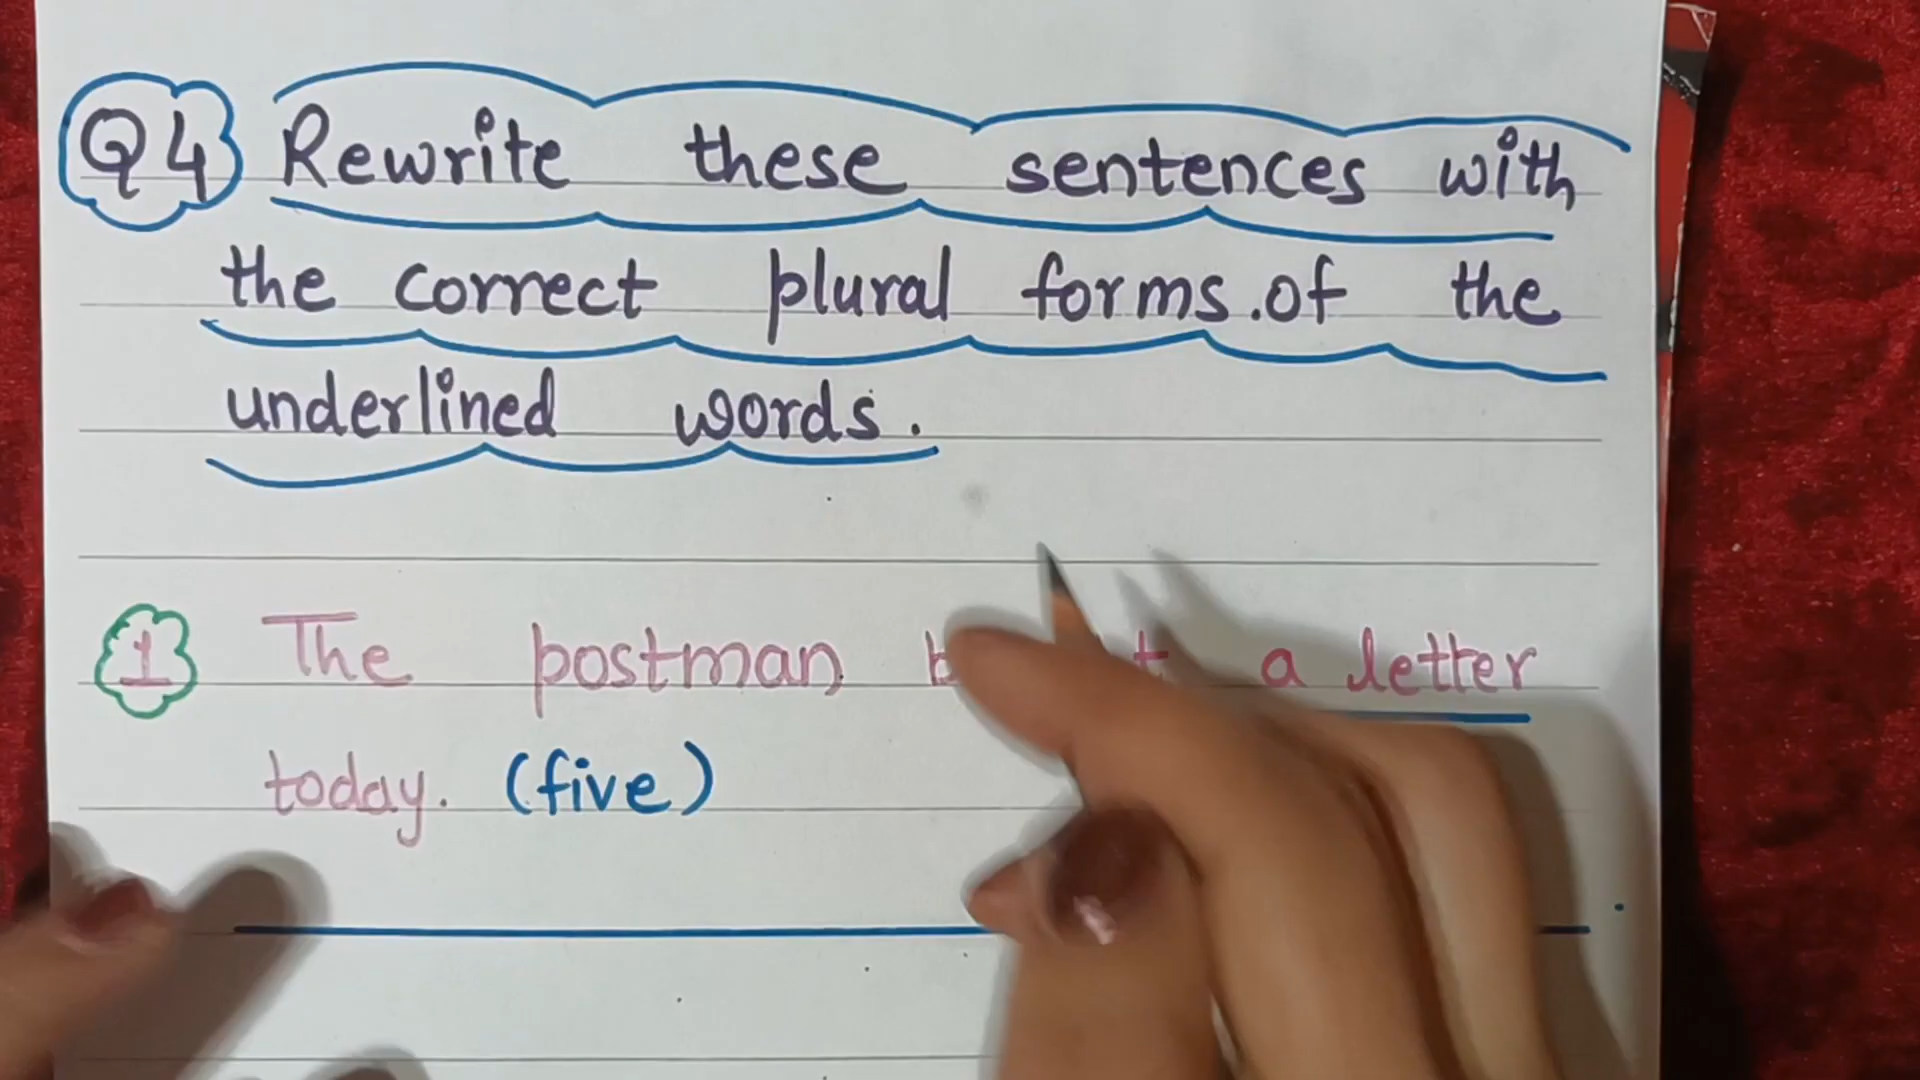 Q4 Rewrite these sentences with
the correct plural forms.of the
underlined words.
1 The postman a letter
today. (five)